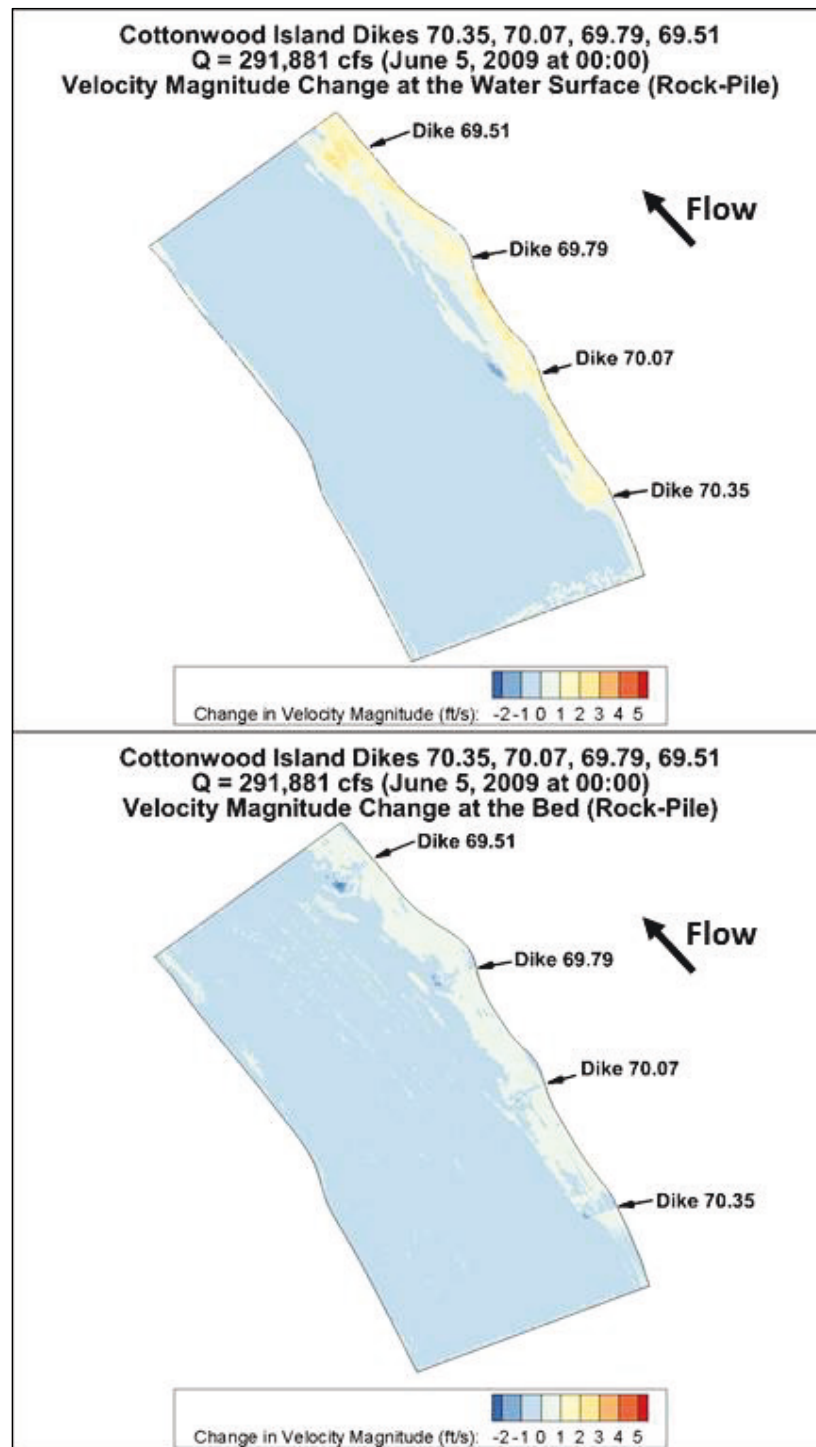 Cottonwood Island Dikes 70.35, 70.07, 69.79, 69.51
Q = 291,881 cfs (June 5, 2009 at 00:00)
Velocity Magnitude Change at the Water Surface (Rock-Pile)
Dike 69.51
Flow
Dike 69.79
Dike 70.07
Dike 70.35
Change in Velocity Magnitude (ft/s): -2 -1 0 1 2 3 4 5
Cottonwood Island Dikes 70.35, 70.07, 69.79, 69.51
Q = 291,881 cfs (June 5, 2009 at 00:00)
Velocity Magnitude Change at the Bed (Rock-Pile)
Dike 69.51
Flow
Dike 69.79
Dike 70.07
Dike 70.35
Change in Velocity Magnitude (ft/s): -2 -1 0 1 2 3 4 5